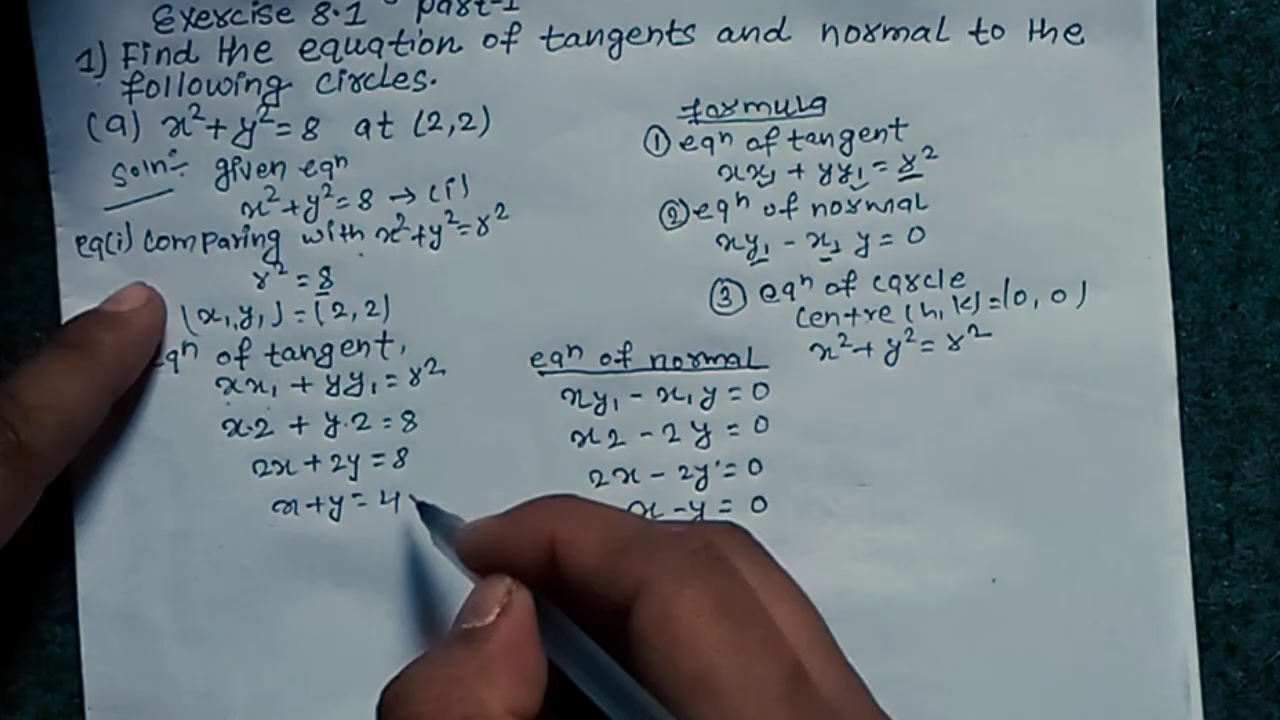 Exercise 8.1 part-1
1) Find the equation of tangents and normal to the
following circles.
(a) x²+y²=8 at (2,2)
Soln:- given eqⁿ
x²+y²=8 → (i)
eq(i) comparing with x²+y²=r²
r²=8
(x₁,y₁)=(2,2)
eqⁿ of tangent,
xx₁ + yy₁ = r²
x.2 + y.2 = 8
2x+2y=8
x+y=4
eqⁿ of normal
xy₁ - x₁y = 0
x2 - 2y = 0
2x - 2y = 0
x-y = 0
formula
① eqⁿ of tangent
xx₁ + yy₁ = r²
② eqⁿ of normal
xy₁ - x₁ y = 0
③ eqⁿ of carcle
centre (h, k)=(0, 0)
x²+y²=r²